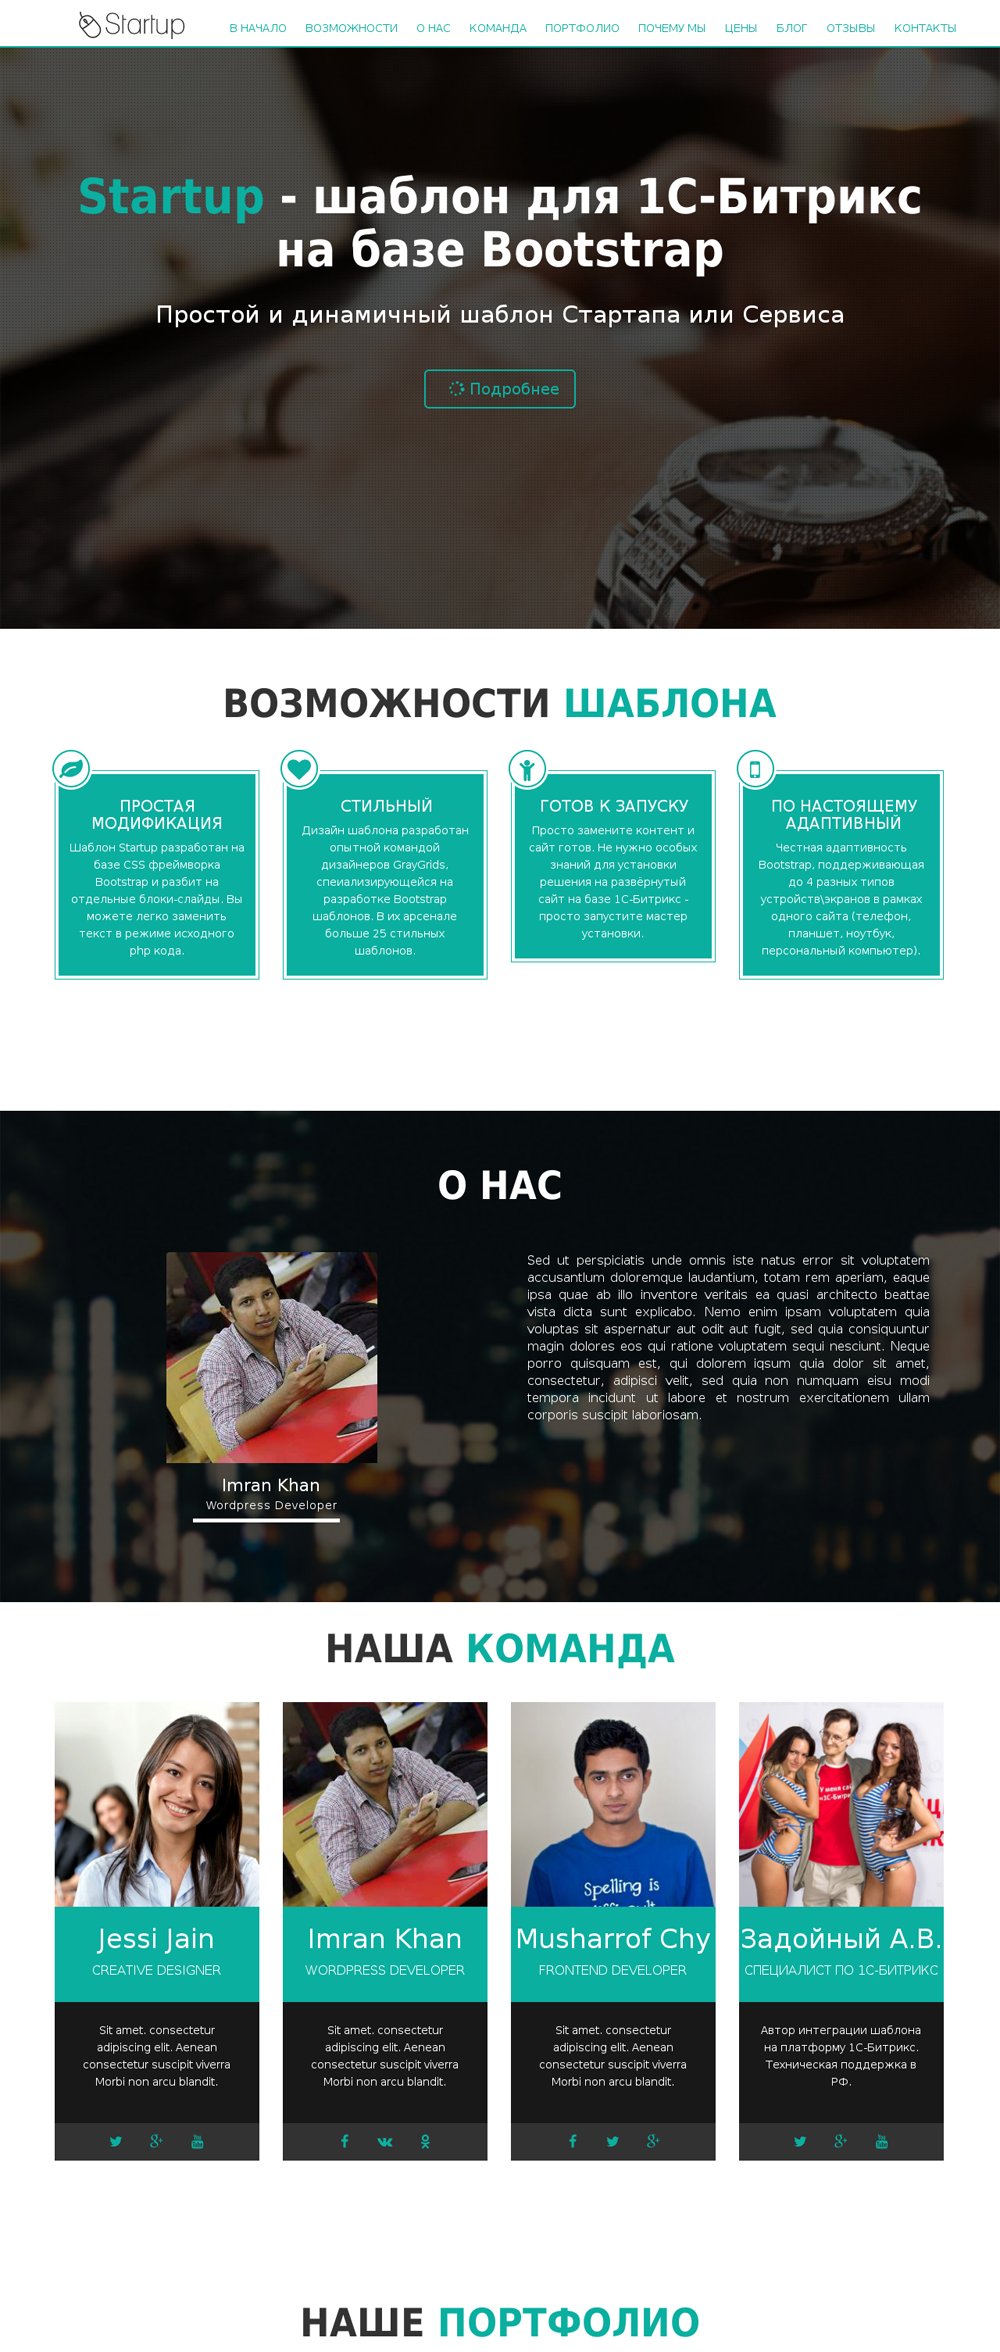 Startup
В НАЧАЛО ВОЗМОЖНОСТИ О НАС КОМАНДА ПОРТФОЛИО ПОЧЕМУ МЫ ЦЕНЫ БЛОГ ОТЗЫВЫ КОНТАКТЫ
Startup - шаблон для 1С-Битрикс
на базе Bootstrap
Простой и динамичный шаблон Стартапа или Сервиса
Подробнее
ВОЗМОЖНОСТИ ШАБЛОНА
ПРОСТАЯ
МОДИФИКАЦИЯ
Шаблон Startup разработан на
базе CSS фреймворка
Bootstrap и разбит на
отдельные блоки-слайды. Вы
можете легко заменить
текст в режиме исходного
php кода.
СТИЛЬНЫЙ
Дизайн шаблона разработан
опытной командой
дизайнеров GrayGrids,
спеиализирующейся на
разработке Bootstrap
шаблонов. В их арсенале
больше 25 стильных
шаблонов.
ГОТОВ К ЗАПУСКУ
Просто замените контент и
сайт готов. Не нужно особых
знаний для установки
решения на развёрнутый
сайт на базе 1С-Битрикс -
просто запустите мастер
установки.
ПО НАСТОЯЩЕМУ
АДАПТИВНЫЙ
Честная адаптивность
Bootstrap, поддерживающая
до 4 разных типов
устройств\экранов в рамках
одного сайта (телефон,
планшет, ноутбук,
персональный компьютер).
О НАС
Imran Khan
Wordpress Developer
Sed ut perspiciatis unde omnis iste natus error sit voluptatem
accusantlum doloremque laudantium, totam rem aperiam, eaque
ipsa quae ab illo inventore veritais ea quasi architecto beattae
vista dicta sunt explicabo. Nemo enim ipsam voluptatem quia
voluptas sit aspernatur aut odit aut fugit, sed quia consiquuntur
magin dolores eos qui ratione voluptatem sequi nesciunt. Neque
porro quisquam est, qui dolorem iqsum quia dolor sit amet,
consectetur, adipisci velit, sed quia non numquam eisu modi
tempora incidunt ut labore et nostrum exercitationem ullam
corporis suscipit laboriosam.
НАША КОМАНДА
Spelling is
У меня сай
Jessi Jain
CREATIVE DESIGNER
Sit amet. consectetur
adipiscing elit. Aenean
consectetur suscipit viverra
Morbi non arcu blandit.
Imran Khan
WORDPRESS DEVELOPER
Sit amet. consectetur
adipiscing elit. Aenean
consectetur suscipit viverra
Morbi non arcu blandit.
Musharrof Chy
FRONTEND DEVELOPER
Sit amet. consectetur
adipiscing elit. Aenean
consectetur suscipit viverra
Morbi non arcu blandit.
Задойный А.В.
СПЕЦИАЛИСТ ПО 1С-БИТРИКС
Автор интеграции шаблона
на платформу 1С-Битрикс.
Техническая поддержка в
РФ.
НАШЕ ПОРТФОЛИО